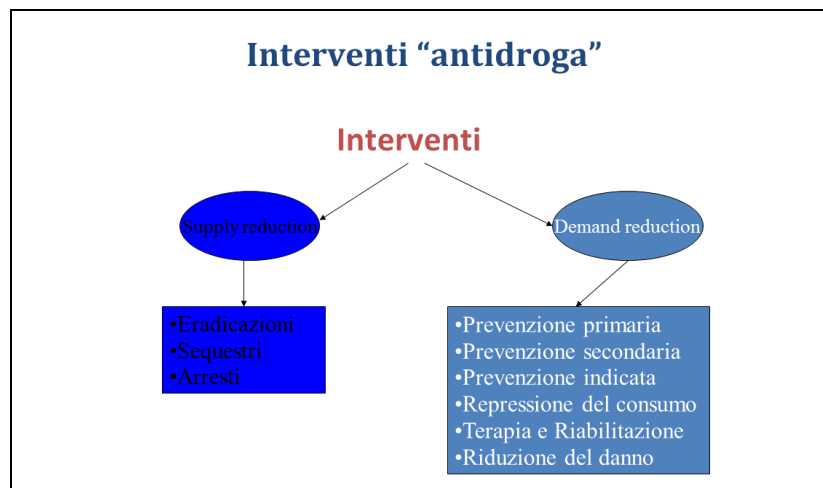 Interventi “antidroga”
Interventi
Supply reduction
Demand reduction
•Eradicazioni
•Sequestri
•Arresti
•Prevenzione primaria
•Prevenzione secondaria
•Prevenzione indicata
•Repressione del consumo
•Terapia e Riabilitazione
•Riduzione del danno